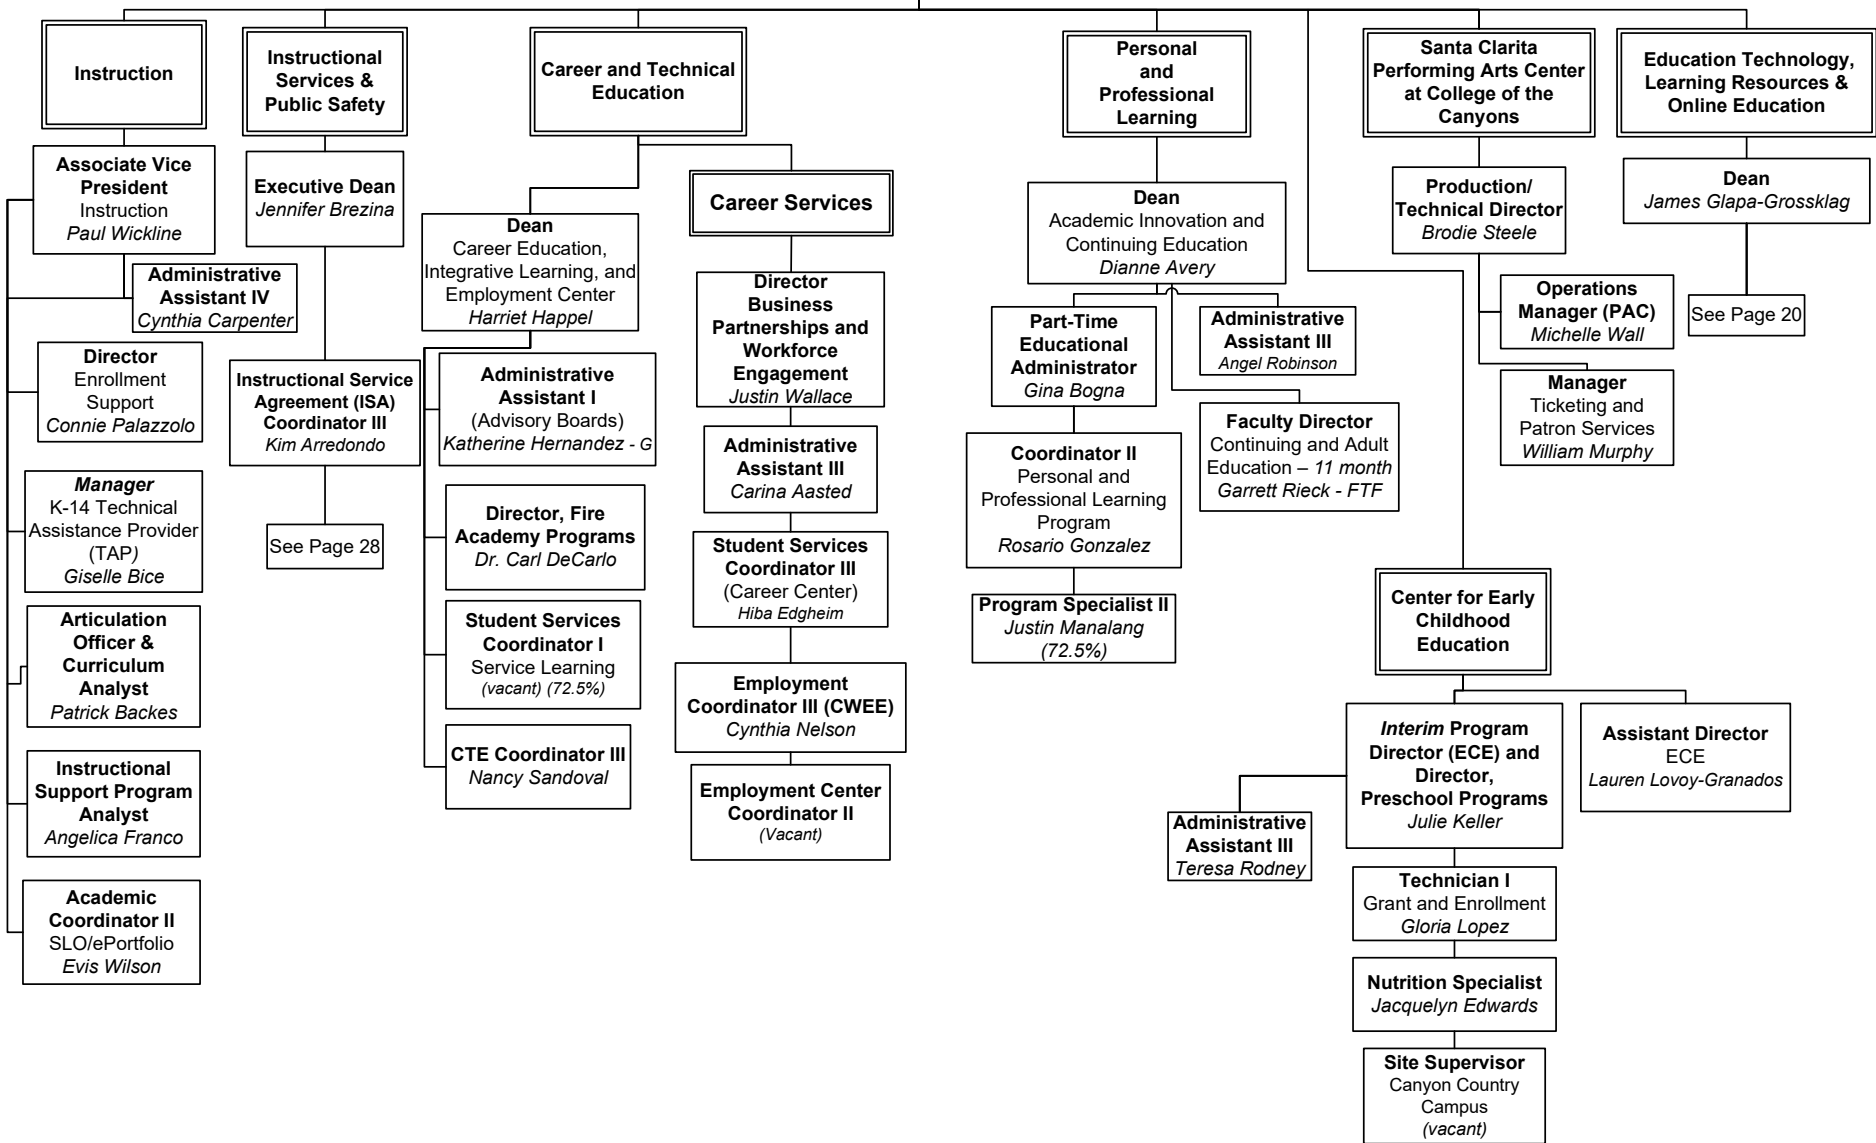 Instruction
Associate Vice
President
Instruction
Paul Wickline
Administrative
Assistant IV
Cynthia Carpenter
Director
Enrollment
Support
Connie Palazzolo
Manager
K-14 Technical
Assistance Provider
(TAP)
Giselle Bice
Articulation
Officer &
Curriculum
Analyst
Patrick Backes
Instructional
Support Program
Analyst
Angelica Franco
Academic
Coordinator II
SLO/ePortfolio
Evis Wilson
Instructional
Services &
Public Safety
Executive Dean
Jennifer Brezina
Instructional Service
Agreement (ISA)
Coordinator III
Kim Arredondo
See Page 28
Career and Technical
Education
Dean
Career Education,
Integrative Learning, and
Employment Center
Harriet Happel
Administrative
Assistant I
(Advisory Boards)
Katherine Hernandez - G
Director, Fire
Academy Programs
Dr. Carl DeCarlo
Student Services
Coordinator I
Service Learning
(vacant) (72.5%)
CTE Coordinator III
Nancy Sandoval
Career Services
Director
Business
Partnerships and
Workforce
Engagement
Justin Wallace
Administrative
Assistant III
Carina Aasted
Student Services
Coordinator III
(Career Center)
Hiba Edgheim
Employment
Coordinator III (CWEE)
Cynthia Nelson
Employment Center
Coordinator II
(Vacant)
Personal
and
Professional
Learning
Dean
Academic Innovation and
Continuing Education
Dianne Avery
Part-Time
Educational
Administrator
Gina Bogna
Coordinator II
Personal and
Professional Learning
Program
Rosario Gonzalez
Program Specialist II
Justin Manalang
(72.5%)
Administrative
Assistant III
Angel Robinson
Faculty Director
Continuing and Adult
Education – 11 month
Garrett Rieck - FTF
Santa Clarita
Performing Arts Center
at College of the
Canyons
Production/
Technical Director
Brodie Steele
Operations
Manager (PAC)
Michelle Wall
Manager
Ticketing and
Patron Services
William Murphy
Education Technology,
Learning Resources &
Online Education
Dean
James Glapa-Grossklag
See Page 20
Center for Early
Childhood
Education
Interim Program
Director (ECE) and
Director,
Preschool Programs
Julie Keller
Assistant Director
ECE
Lauren Lovoy-Granados
Administrative
Assistant III
Teresa Rodney
Technician I
Grant and Enrollment
Gloria Lopez
Nutrition Specialist
Jacquelyn Edwards
Site Supervisor
Canyon Country
Campus
(vacant)